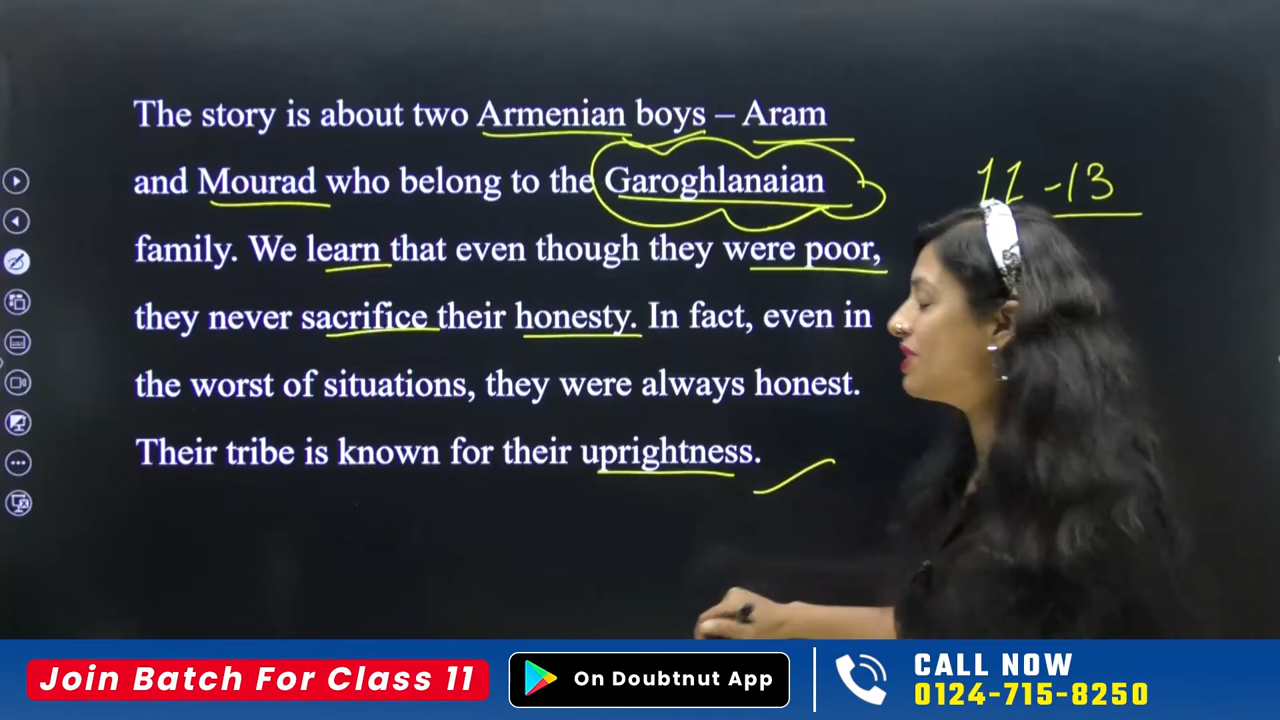 The story is about two Armenian boys – Aram
and Mourad who belong to the Garoghlanaian
family. We learn that even though they were poor,
they never sacrifice their honesty. In fact, even in
the worst of situations, they were always honest.
Their tribe is known for their uprightness.
11 -13
Join Batch For Class 11
On Doubtnut App
CALL NOW
0124-715-8250